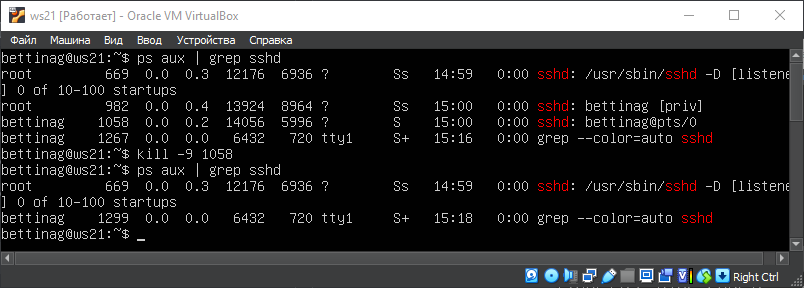 ws21 [Работает] - Oracle VM VirtualBox
Файл Машина Вид Ввод Устройства Справка
bettinag@ws21:~$ ps aux | grep sshd
root 669 0.0 0.3 12176 6936 ? Ss 14:59 0:00 sshd: /usr/sbin/sshd -D [listene
] 0 of 10-100 startups
root 982 0.0 0.4 13924 8964 ? Ss 15:00 0:00 sshd: bettinag [priv]
bettinag 1058 0.0 0.2 14056 5996 ? S 15:00 0:00 sshd: bettinag@pts/0
bettinag 1267 0.0 0.0 6432 720 tty1 S+ 15:16 0:00 grep --color=auto sshd
bettinag@ws21:~$ kill -9 1058
bettinag@ws21:~$ ps aux | grep sshd
root 669 0.0 0.3 12176 6936 ? Ss 14:59 0:00 sshd: /usr/sbin/sshd -D [listene
] 0 of 10-100 startups
bettinag 1299 0.0 0.0 6432 720 tty1 S+ 15:18 0:00 grep --color=auto sshd
bettinag@ws21:~$ _
Right Ctrl